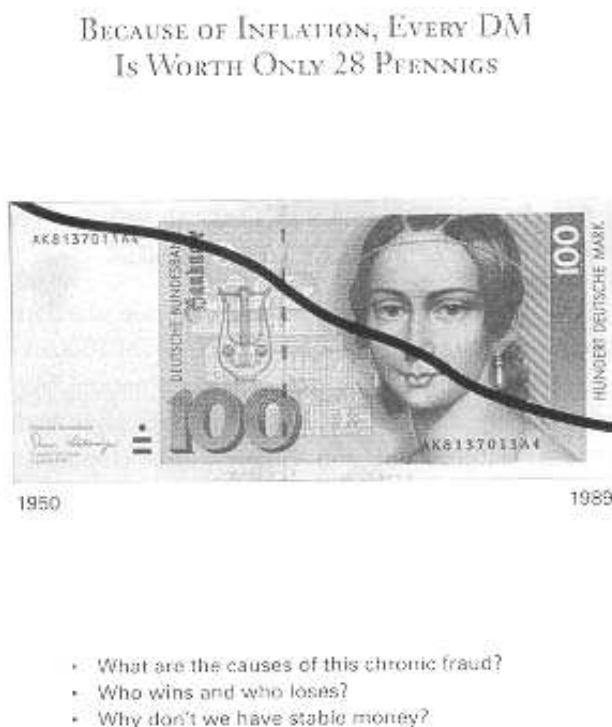 BECAUSE OF INFLATION, EVERY DM
IS WORTH ONLY 28 PFENNIGS
AK8137011A4
DEUTSCHE BUNDESBANK
100
HUNDERT DEUTSCHE MARK
100
AK8137011A4
1950
1989
• What are the causes of this chronic fraud?
• Who wins and who loses?
• Why don't we have stable money?